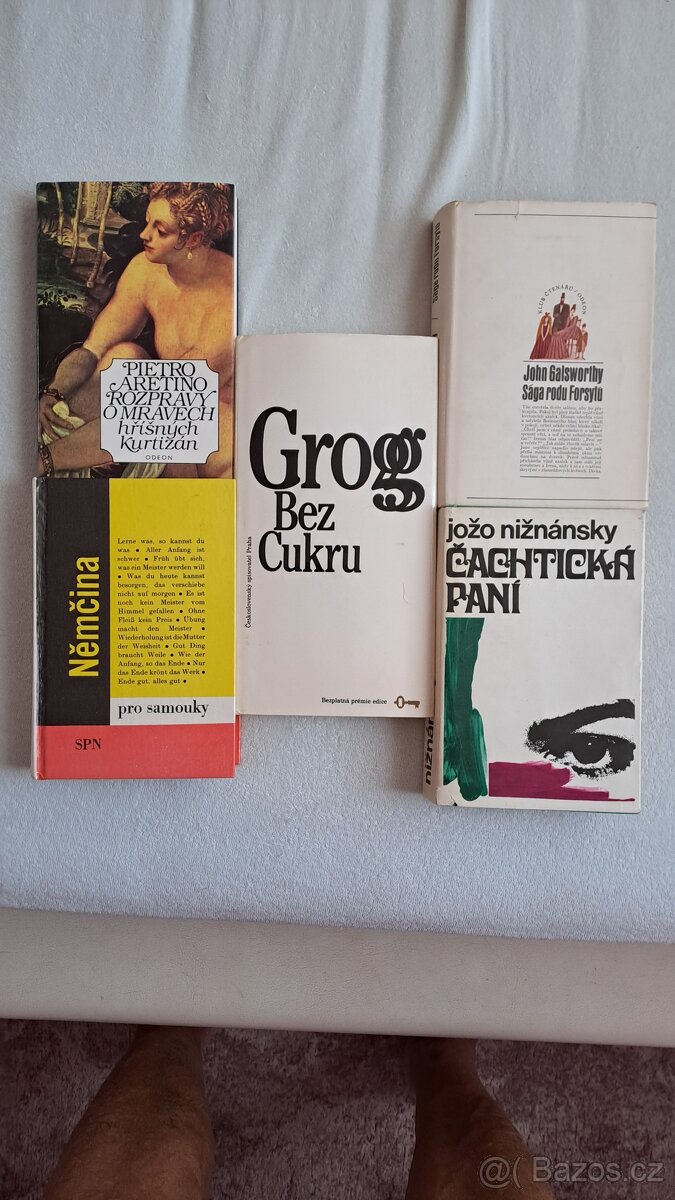 PIETRO
ARETINO
ROZPRAVY
O MRAVECH
hříšných
Kurtizán
ODEON
Němčina
Lerne was, so kannst du
was • Aller Anfang ist
schwer • Früh übt sich,
was ein Meister werden will
• Was du heute kannst
besorgen, das verschiebe
nicht auf morgen • Es ist
noch kein Meister vom
Himmel gefallen • Ohne
Fleiß kein Preis • Übung
macht den Meister •
Wiederholung ist die Mutter
der Weisheit • Gut Ding
braucht Weile • Wie der
Anfang, so das Ende • Nur
das Ende krönt das Werk •
Ende gut, alles gut •
pro samouky
SPN
Grog
Bez
Cukru
Československý spisovatel Praha
Bezplatná prémie edice
Sága rodu Forsytů
KLUB ČTENÁŘŮ / ODEON
John Galsworthy
Sága rodu Forsytů
jožo nižnánsky
ČACHTICKÁ
PANÍ
nižnán
@ Bazos.cz